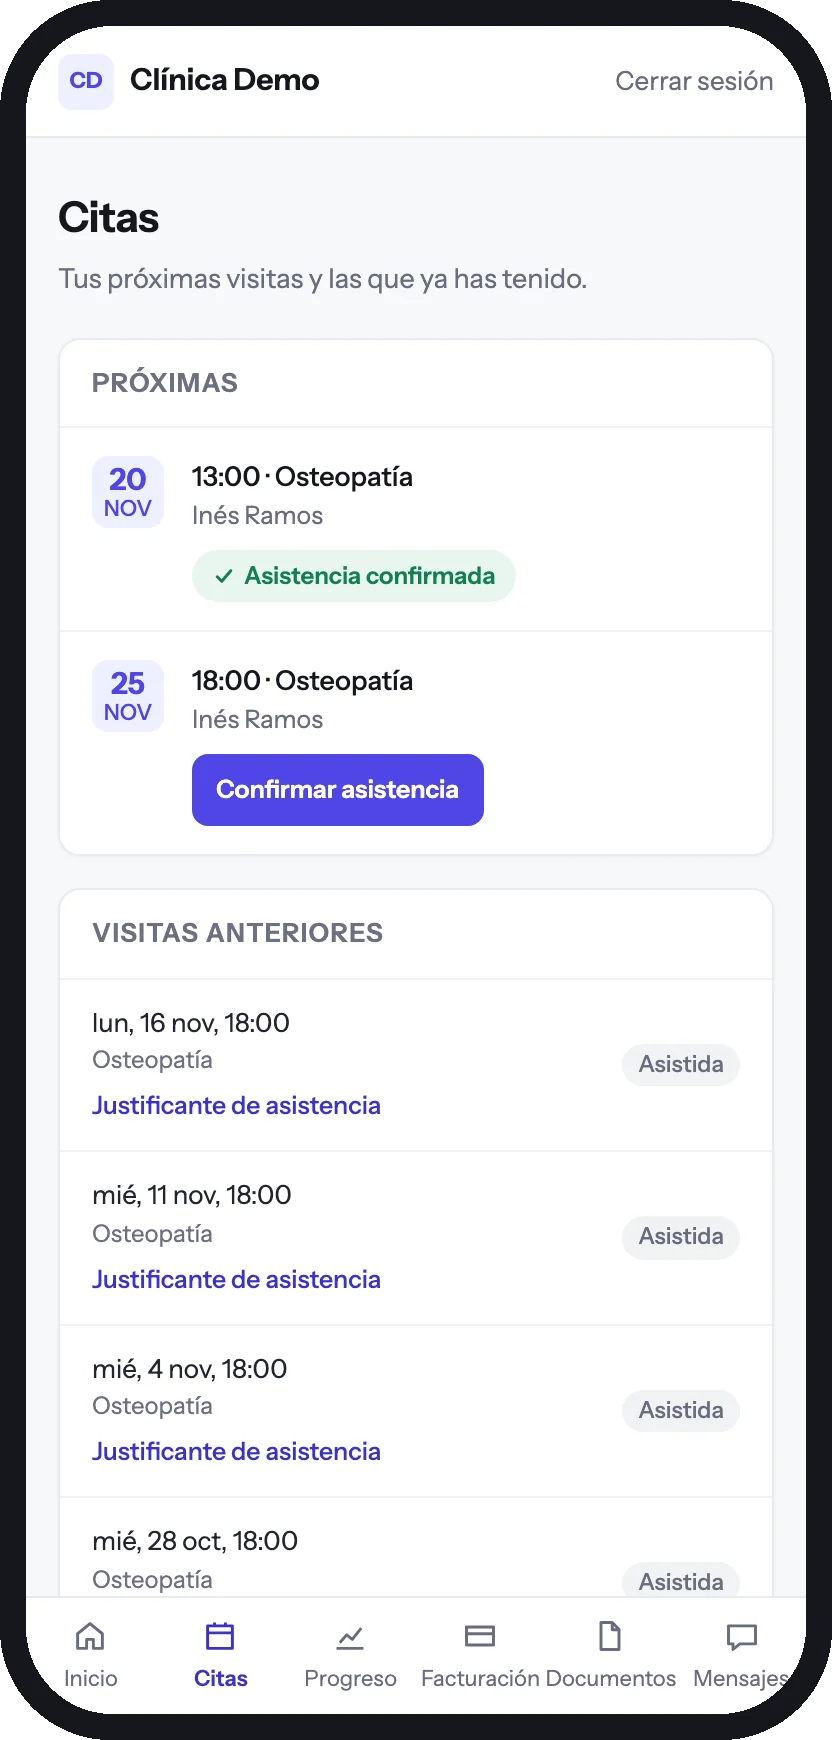 CD
Clínica Demo
Cerrar sesión
Citas
Tus próximas visitas y las que ya has tenido.
PRÓXIMAS
20
NOV
13:00 · Osteopatía
Inés Ramos
Asistencia confirmada
25
NOV
18:00 · Osteopatía
Inés Ramos
Confirmar asistencia
VISITAS ANTERIORES
lun, 16 nov, 18:00
Osteopatía
Asistida
Justificante de asistencia
mié, 11 nov, 18:00
Osteopatía
Asistida
Justificante de asistencia
mié, 4 nov, 18:00
Osteopatía
Asistida
Justificante de asistencia
mié, 28 oct, 18:00
Osteopatía
Asistida
Inicio
Citas
Progreso
Facturación
Documentos
Mensajes